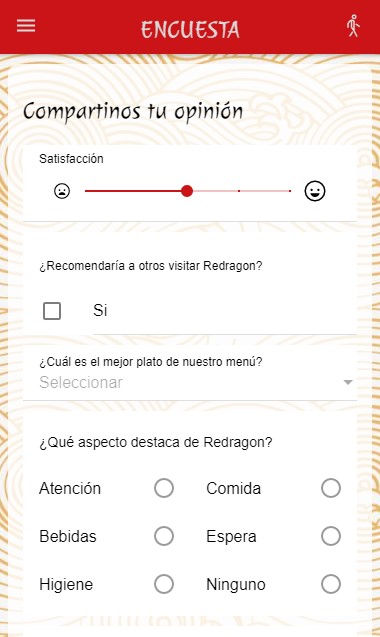 ENCUESTA
Compartinos tu opinión
Satisfacción
¿Recomendaría a otros visitar Redragon?
Si
¿Cuál es el mejor plato de nuestro menú?
Seleccionar
¿Qué aspecto destaca de Redragon?
Atención Comida
Bebidas Espera
Higiene Ninguno